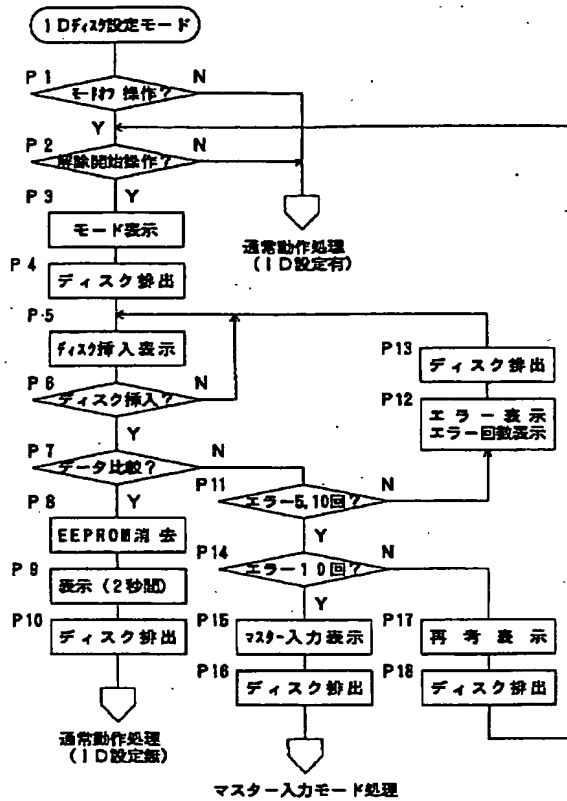 IDディスク設定モード
P1
モードオフ操作?
N
Y
P2
解除開始操作?
N
P3
Y
モード表示
通常動作処理
(ID設定有)
P4
ディスク排出
P5
ディスク挿入表示
P6
ディスク挿入?
N
Y
P7
データ比較?
N
P8
Y
EEPROM消去
P9
表示(2秒間)
P10
ディスク排出
通常動作処理
(ID設定無)
P13
ディスク排出
P12
エラー表示
エラー回数表示
P11
エラー5,10回?
N
Y
P14
エラー10回?
N
Y
P15
マスター入力表示
P16
ディスク排出
P17
再考表示
P18
ディスク排出
マスター入力モード処理